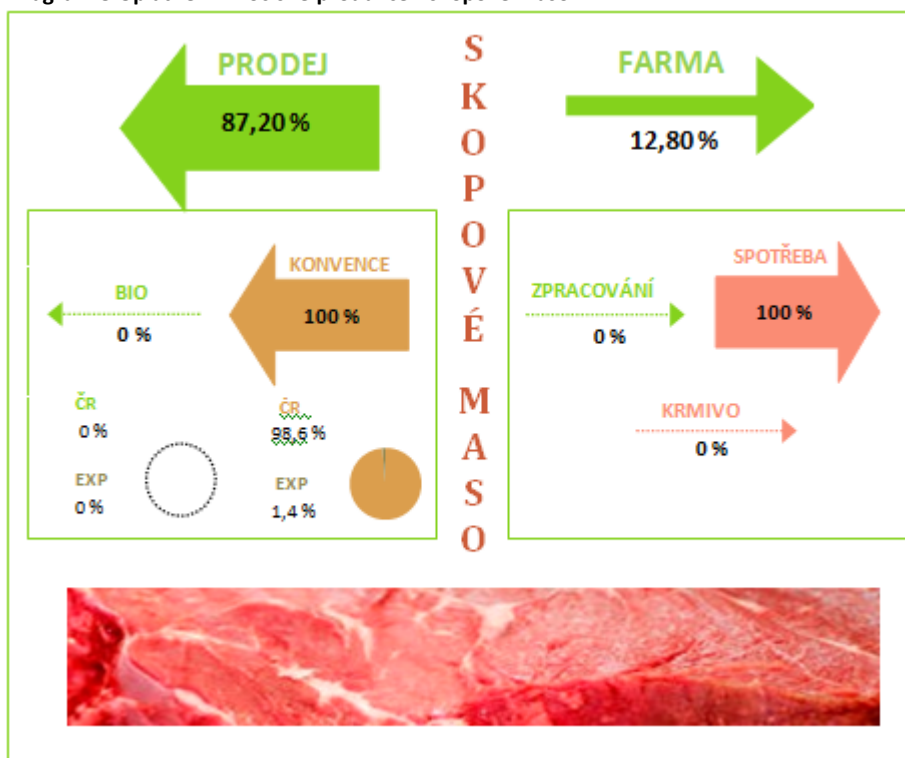 PRODEJ
87,20 %
SKOPOVÉ MASO
FARMA
12,80 %
BIO
0 %
KONVENCE
100 %
ČR
0 %
EXP
0 %
ČR
98,6 %
EXP
1,4 %
ZPRACOVÁNÍ
0 %
SPOTŘEBA
100 %
KRMIVO
0 %